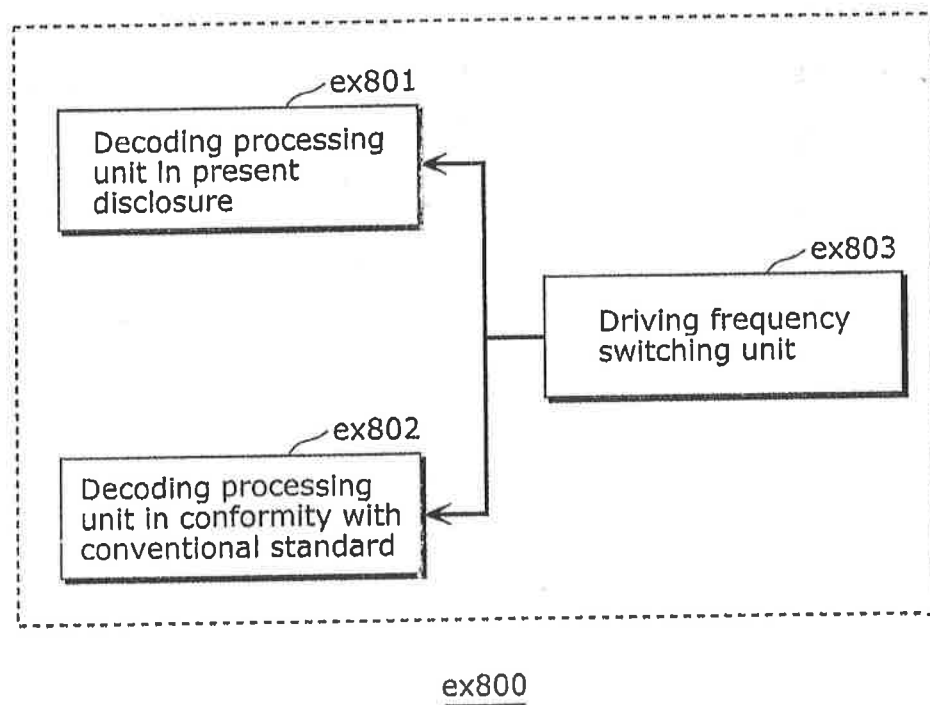 ex801
Decoding processing
unit in present
disclosure
ex803
Driving frequency
switching unit
ex802
Decoding processing
unit in conformity with
conventional standard
ex800